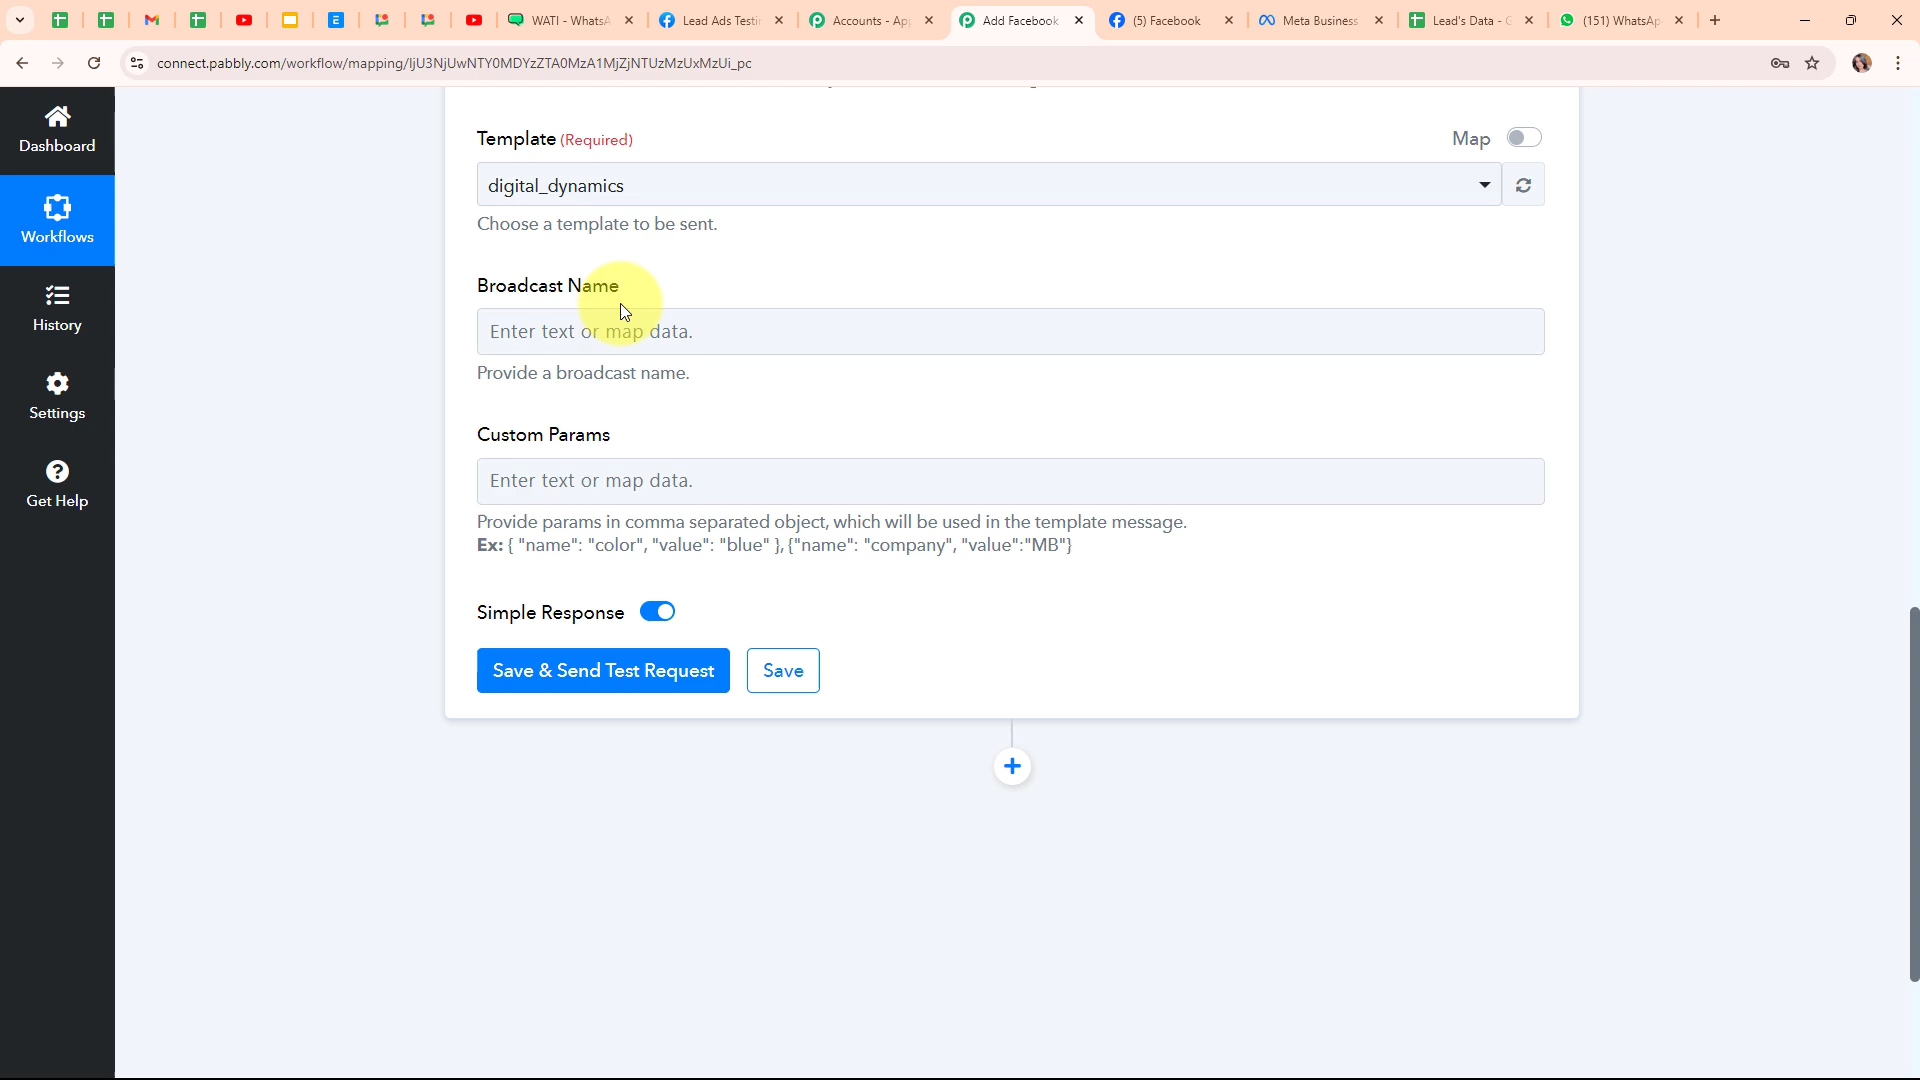 WATI - WhatsA
Lead Ads Testin
Accounts - Ap
Add Facebook
(5) Facebook
Meta Business
Lead's Data - G
(151) WhatsAp
connect.pabbly.com/workflow/mapping/IjU3NjUwNTY0MDYzZTA0MzA1MjZjNTUzMzUxMzUi_pc
Dashboard
Workflows
History
Settings
Get Help
Template (Required)
Map
digital_dynamics
Choose a template to be sent.
Broadcast Name
Enter text or map data.
Provide a broadcast name.
Custom Params
Enter text or map data.
Provide params in comma separated object, which will be used in the template message.
Ex: { "name": "color", "value": "blue" }, {"name": "company", "value":"MB"}
Simple Response
Save & Send Test Request
Save